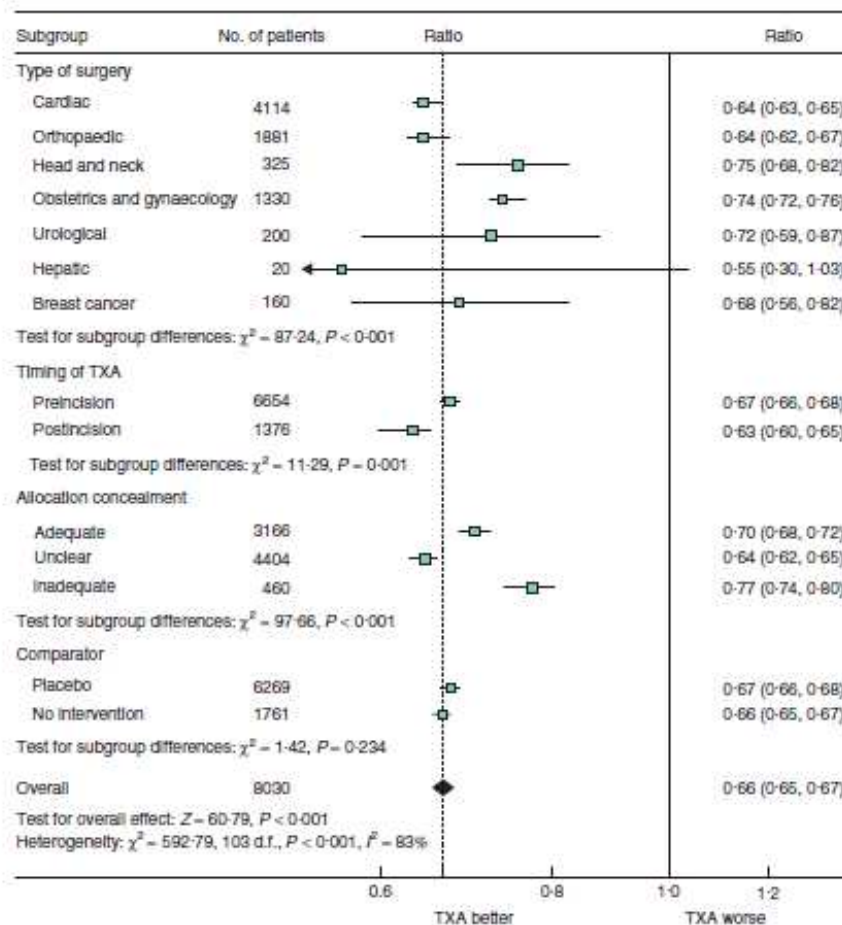 Subgroup No. of patients Ratio Ratio
Type of surgery
Cardiac 4114 0·64 (0·63, 0·65)
Orthopaedic 1881 0·64 (0·62, 0·67)
Head and neck 325 0·75 (0·68, 0·82)
Obstetrics and gynaecology 1330 0·74 (0·72, 0·76)
Urological 200 0·72 (0·59, 0·87)
Hepatic 20 0·55 (0·30, 1·03)
Breast cancer 160 0·68 (0·56, 0·82)
Test for subgroup differences: χ² = 87·24, P < 0·001
Timing of TXA
Preincision 6654 0·67 (0·66, 0·68)
Postincision 1376 0·63 (0·60, 0·65)
Test for subgroup differences: χ² = 11·29, P = 0·001
Allocation concealment
Adequate 3166 0·70 (0·68, 0·72)
Unclear 4404 0·64 (0·62, 0·65)
Inadequate 460 0·77 (0·74, 0·80)
Test for subgroup differences: χ² = 97·66, P < 0·001
Comparator
Placebo 6269 0·67 (0·66, 0·68)
No intervention 1761 0·66 (0·65, 0·67)
Test for subgroup differences: χ² = 1·42, P = 0·234
Overall 8030 0·66 (0·65, 0·67)
Test for overall effect: Z = 60·79, P < 0·001
Heterogeneity: χ² = 592·79, 103 d.f., P < 0·001, I² = 83%
0·6 0·8 1·0 1·2
TXA better TXA worse